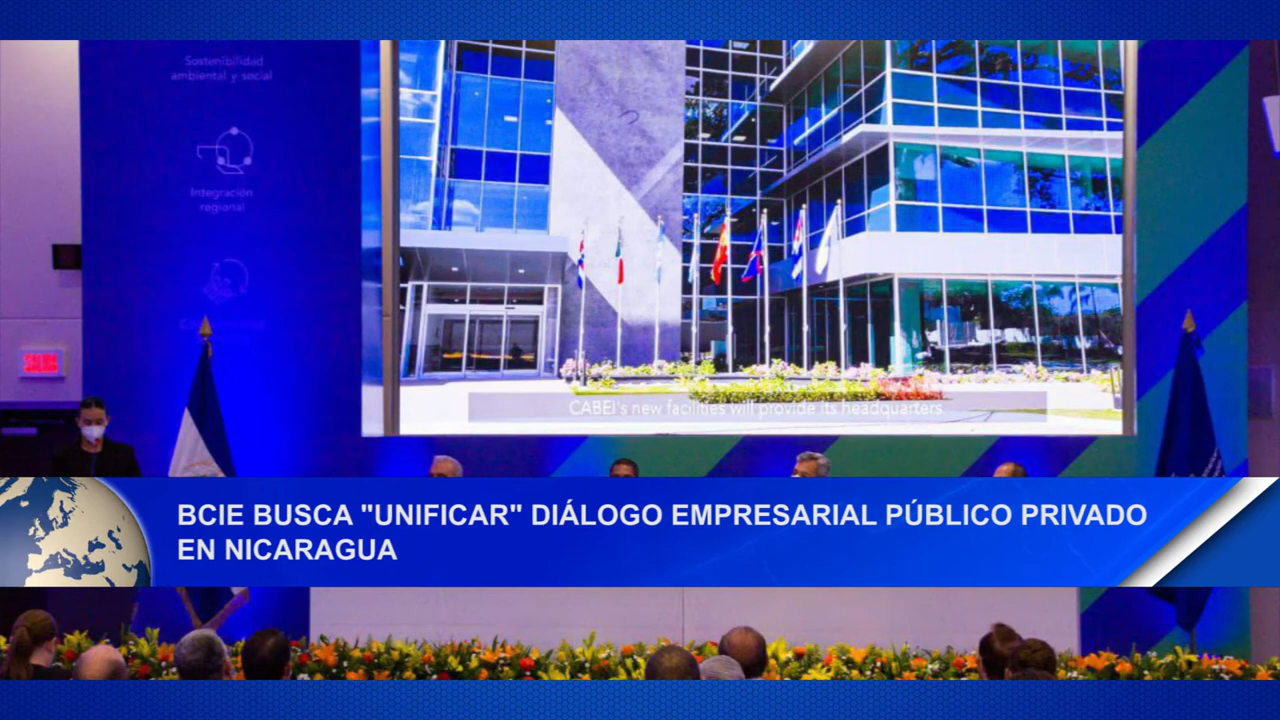 Sostenibilidad
ambiental y social
Integración
regional
SALIDA
CABEI's new facilities will provide its headquarters
BCIE BUSCA "UNIFICAR" DIÁLOGO EMPRESARIAL PÚBLICO PRIVADO
EN NICARAGUA